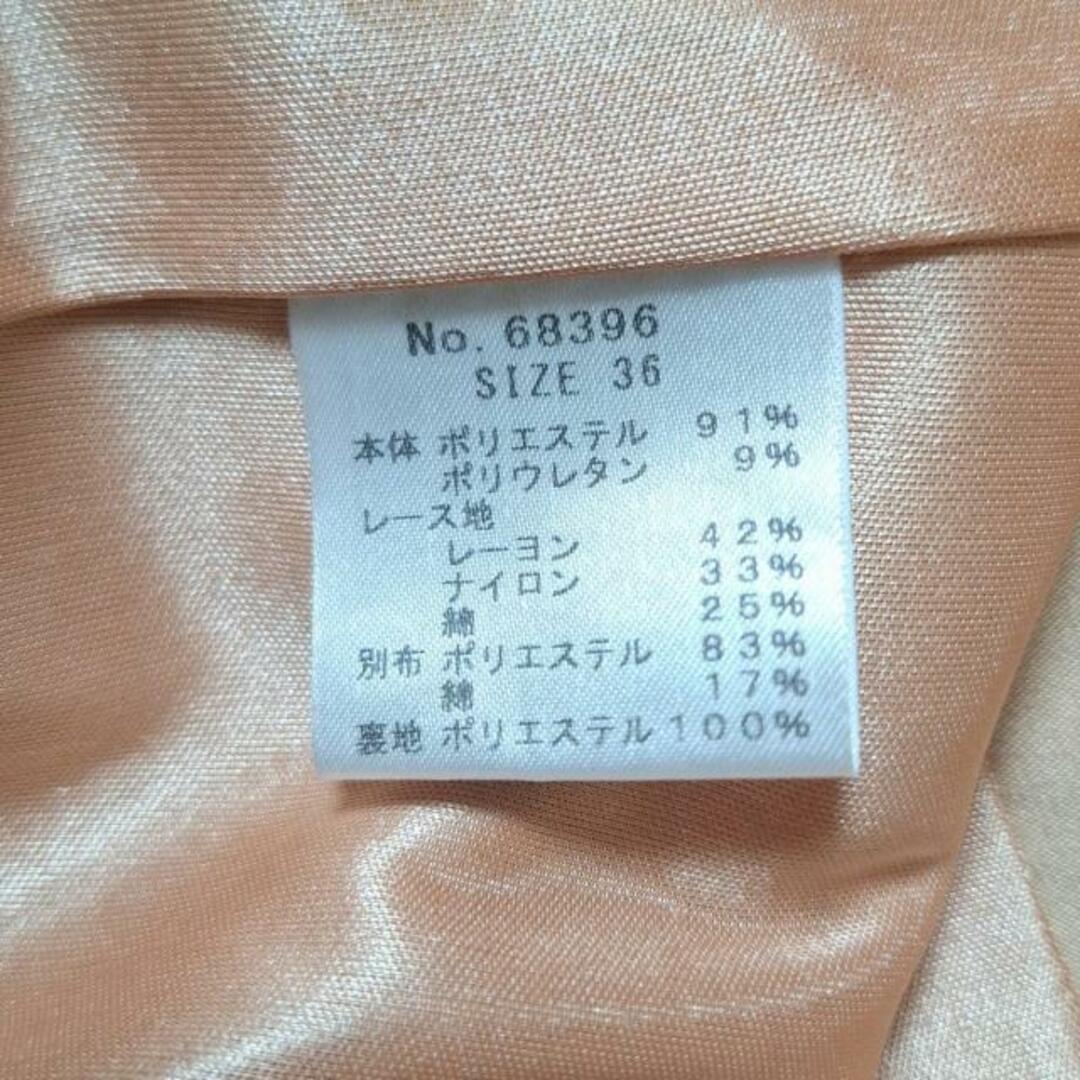 No. 68396
SIZE 36
本体 ポリエステル 91%
ポリウレタン 9%
レース地
レーヨン 42%
ナイロン 33%
綿 25%
別布 ポリエステル 83%
綿 17%
裏地 ポリエステル 100%